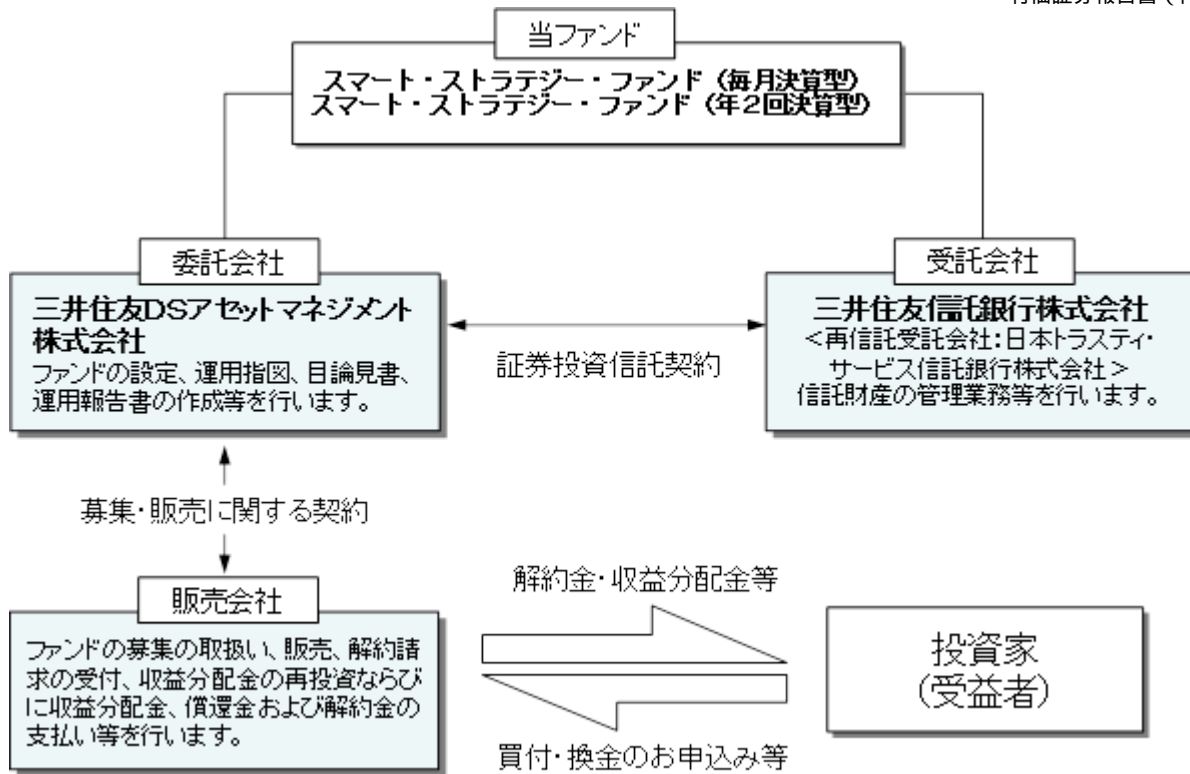 有価証券報告書(
当ファンド
スマート・ストラテジー・ファンド(毎月決算型)
スマート・ストラテジー・ファンド(年2回決算型)
委託会社
三井住友DSアセットマネジメント
株式会社
ファンドの設定、運用指図、目論見書、
運用報告書の作成等を行います。
証券投資信託契約
受託会社
三井住友信託銀行株式会社
<再信託受託会社:日本トラスティ・
サービス信託銀行株式会社>
信託財産の管理業務等を行います。
募集・販売に関する契約
販売会社
ファンドの募集の取扱い、販売、解約請
求の受付、収益分配金の再投資ならび
に収益分配金、償還金および解約金の
支払い等を行います。
解約金・収益分配金等
買付・換金のお申込み等
投資家
(受益者)